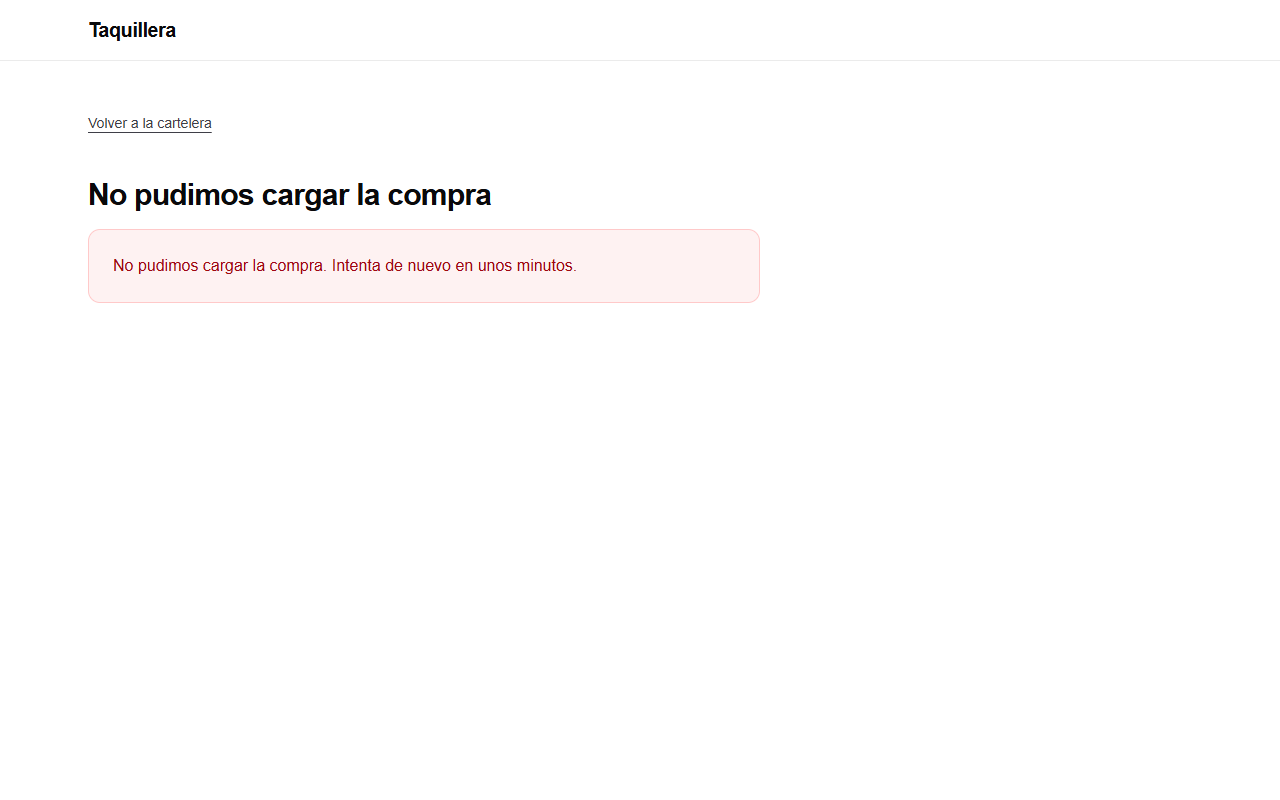 Taquillera
Volver a la cartelera
No pudimos cargar la compra
No pudimos cargar la compra. Intenta de nuevo en unos minutos.